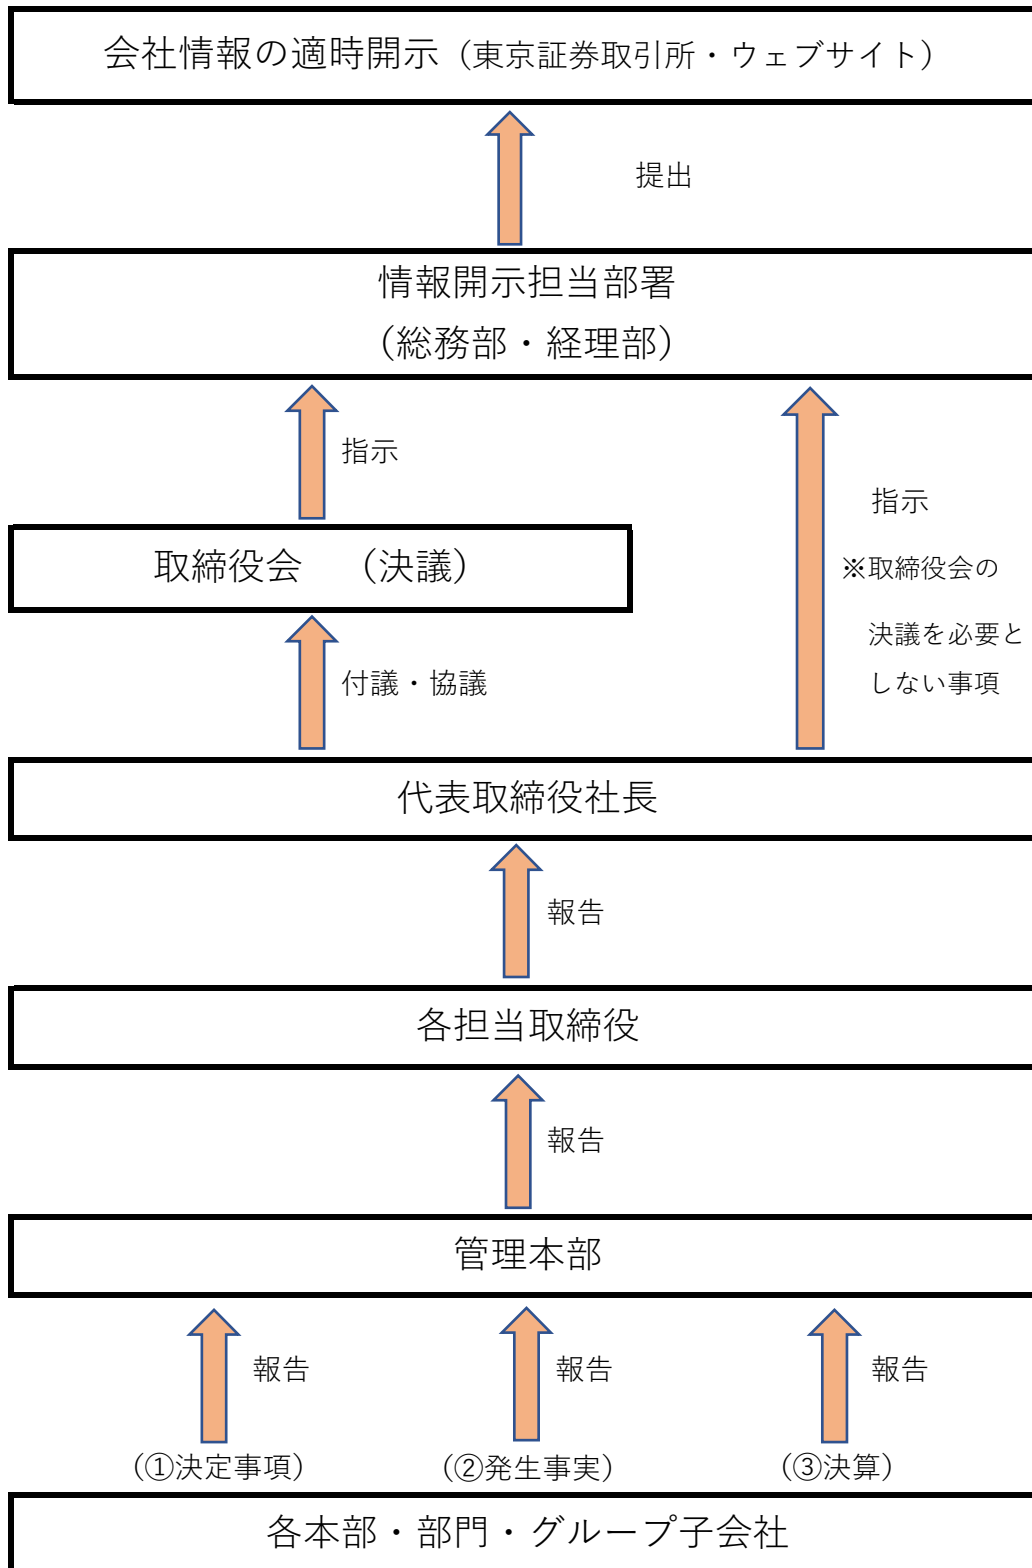 会社情報の適時開示（東京証券取引所・ウェブサイト）
提出
情報開示担当部署
（総務部・経理部）
指示
指示
取締役会　（決議）
※取締役会の
決議を必要と
しない事項
付議・協議
代表取締役社長
報告
各担当取締役
報告
管理本部
報告
報告
報告
（①決定事項）
（②発生事実）
（③決算）
各本部・部門・グループ子会社